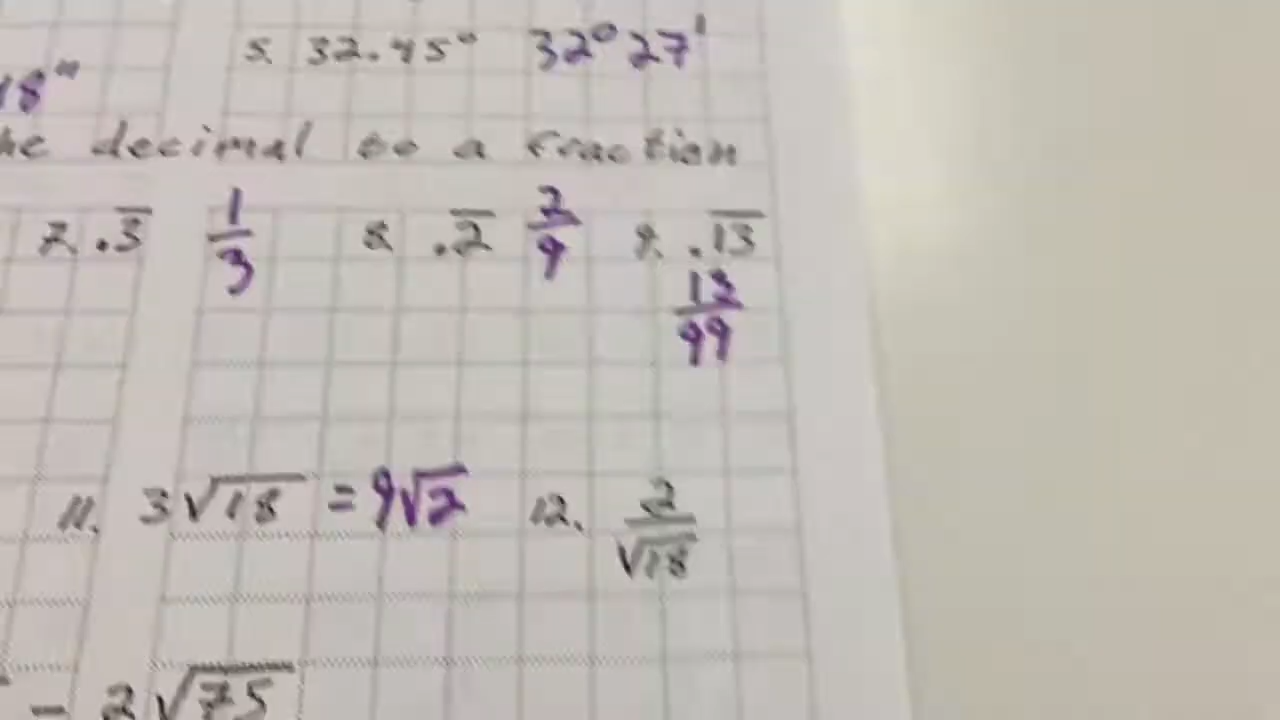 5. 32.45° 32° 27'
18"
he decimal to a fraction
7. .3̅ 1/3 8. .2̅ 2/9 9. .1̅3̅
13/99
11. 3√18 = 9√2 12. 2/√18
- 2√75